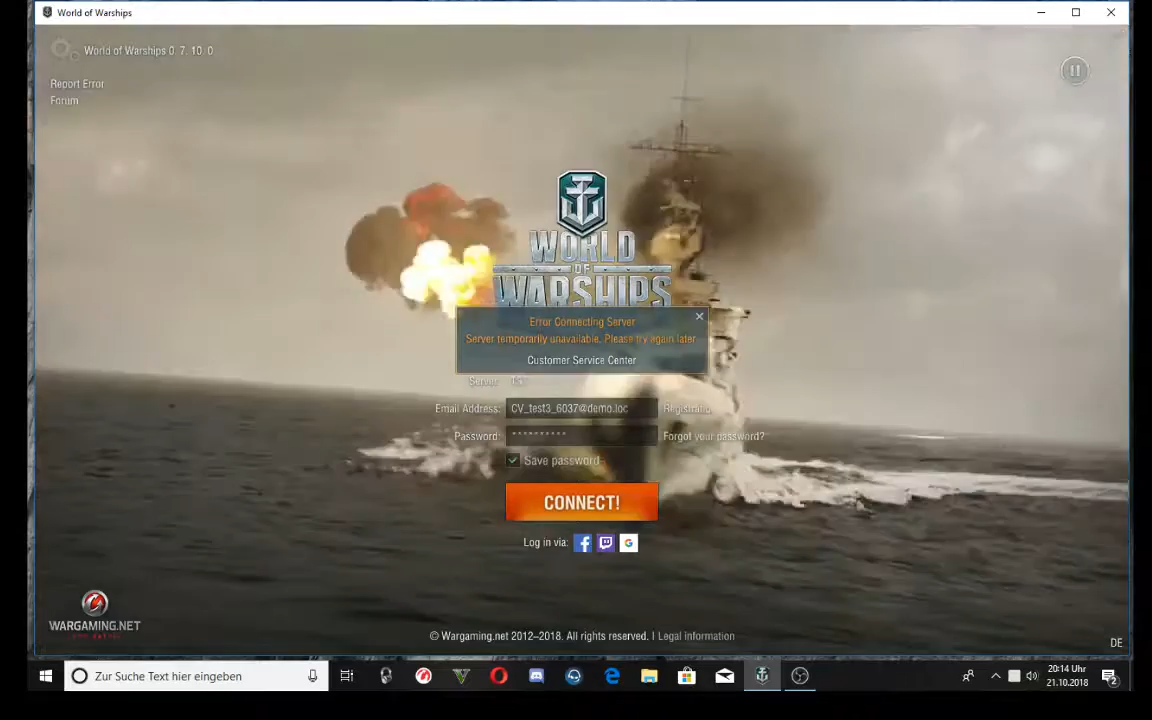 World of Warships
World of Warships 0. 7. 10. 0
Report Error
Forum
WORLD
OF
WARSHIPS
Error Connecting Server
Server temporarily unavailable. Please try again later
Customer Service Center
Server:
Email Address: CV_test3_6037@demo.loc
Password: ********** Forgot your password?
Save password
CONNECT!
Log in via:
WARGAMING.NET
© Wargaming.net 2012–2018. All rights reserved. | Legal information
DE
Zur Suche Text hier eingeben
20:14 Uhr
21.10.2018
2